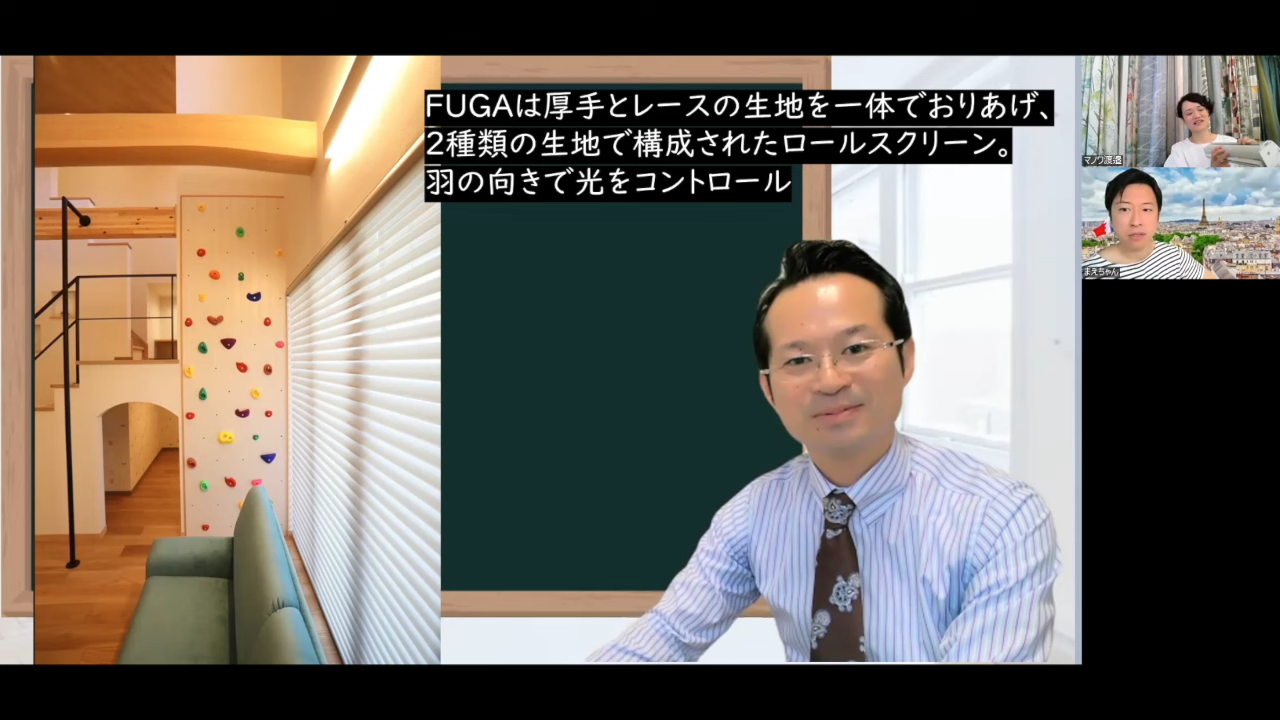 FUGAは厚手とレースの生地を一体でおりあげ、
2種類の生地で構成されたロールスクリーン。
羽の向きで光をコントロール
マノワ渡邊
まえちゃん